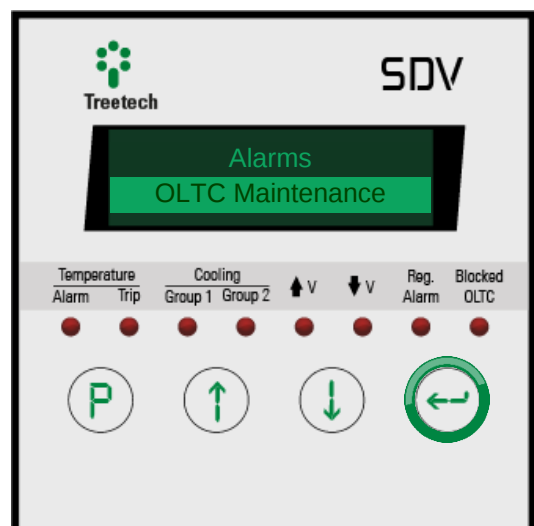 Treetech
SDV
Alarms
OLTC Maintenance
Temperature
Alarm Trip
Cooling
Group 1 Group 2
V
V
Reg.
Alarm
Blocked
OLTC
P